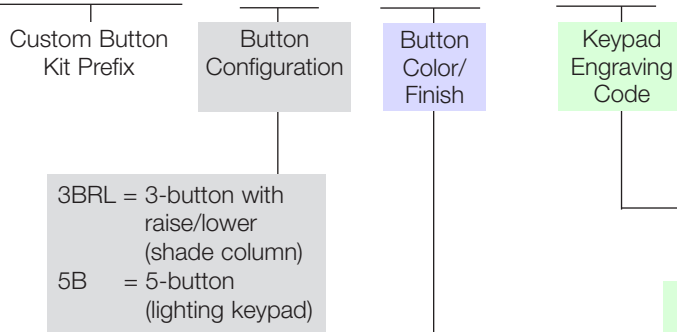 Custom Button
Kit Prefix
Button
Configuration
Button
Color/
Finish
Keypad
Engraving
Code
3BRL = 3-button with
raise/lower
(shade column)
5B = 5-button
(lighting keypad)